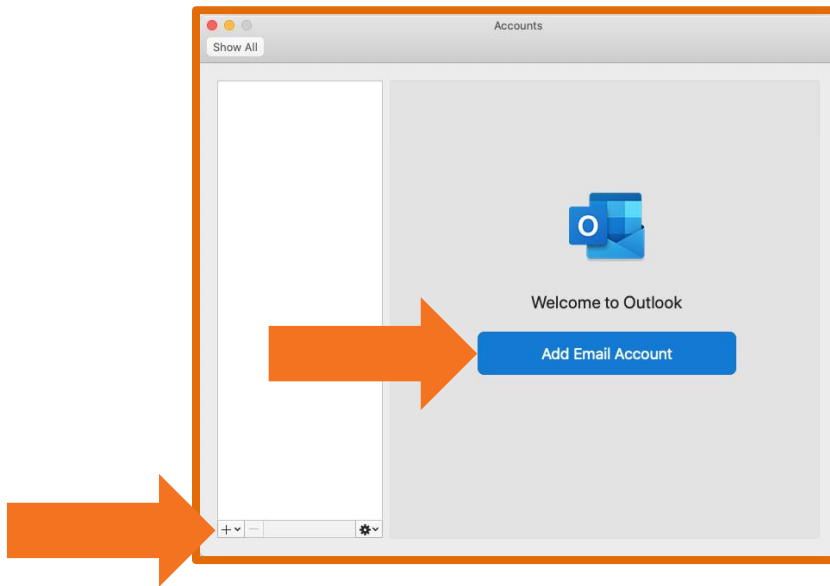 Accounts
Show All
O
Welcome to Outlook
Add Email Account